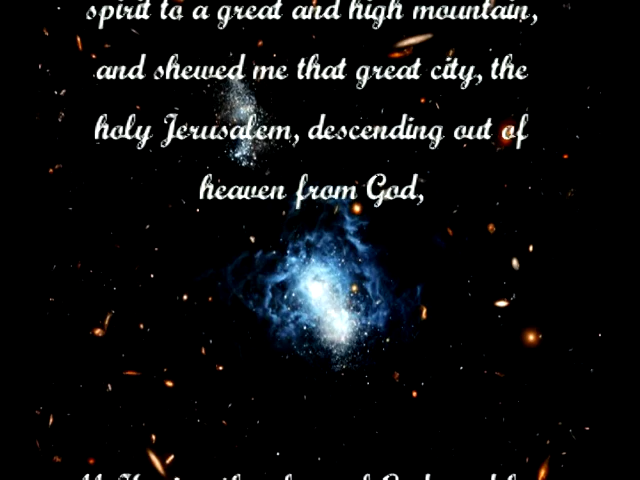 spirit to a great and high mountain,
and shewed me that great city, the
holy Jerusalem, descending out of
heaven from God,